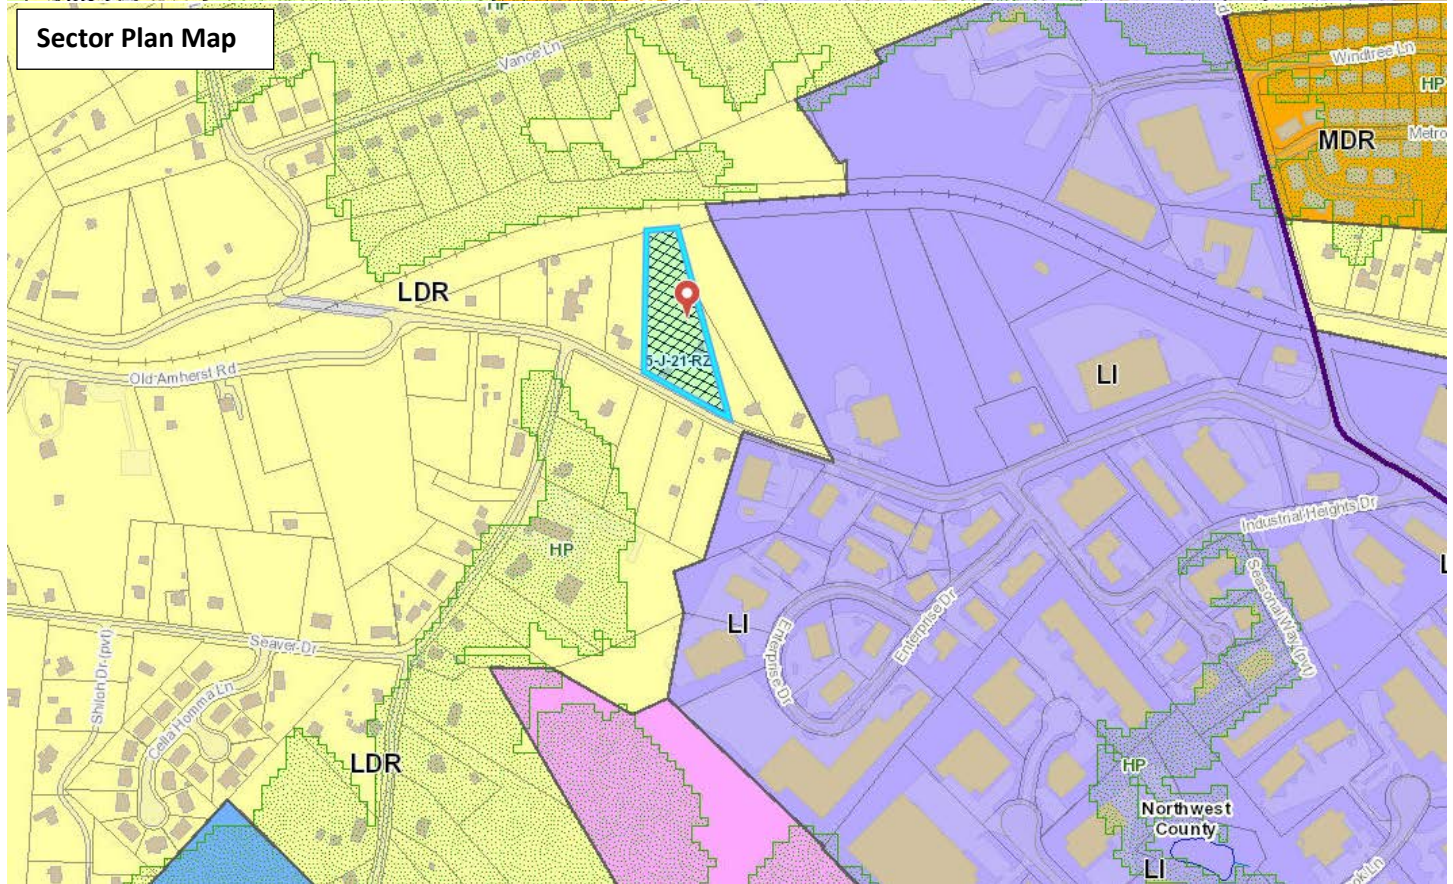 Sector Plan Map
HP
Vance Ln
Windtree Ln
HP
MDR
Metro
LDR
5-J-21-RZ
Old Amherst Rd
LI
Industrial Heights Dr
HP
Seasonal Way (pvt)
LI
Enterprise Dr
Enterprise Dr
Seaver Dr
Shiloh Dr (pvt)
Cella Homma Ln
LDR
HP
Northwest
County
LI